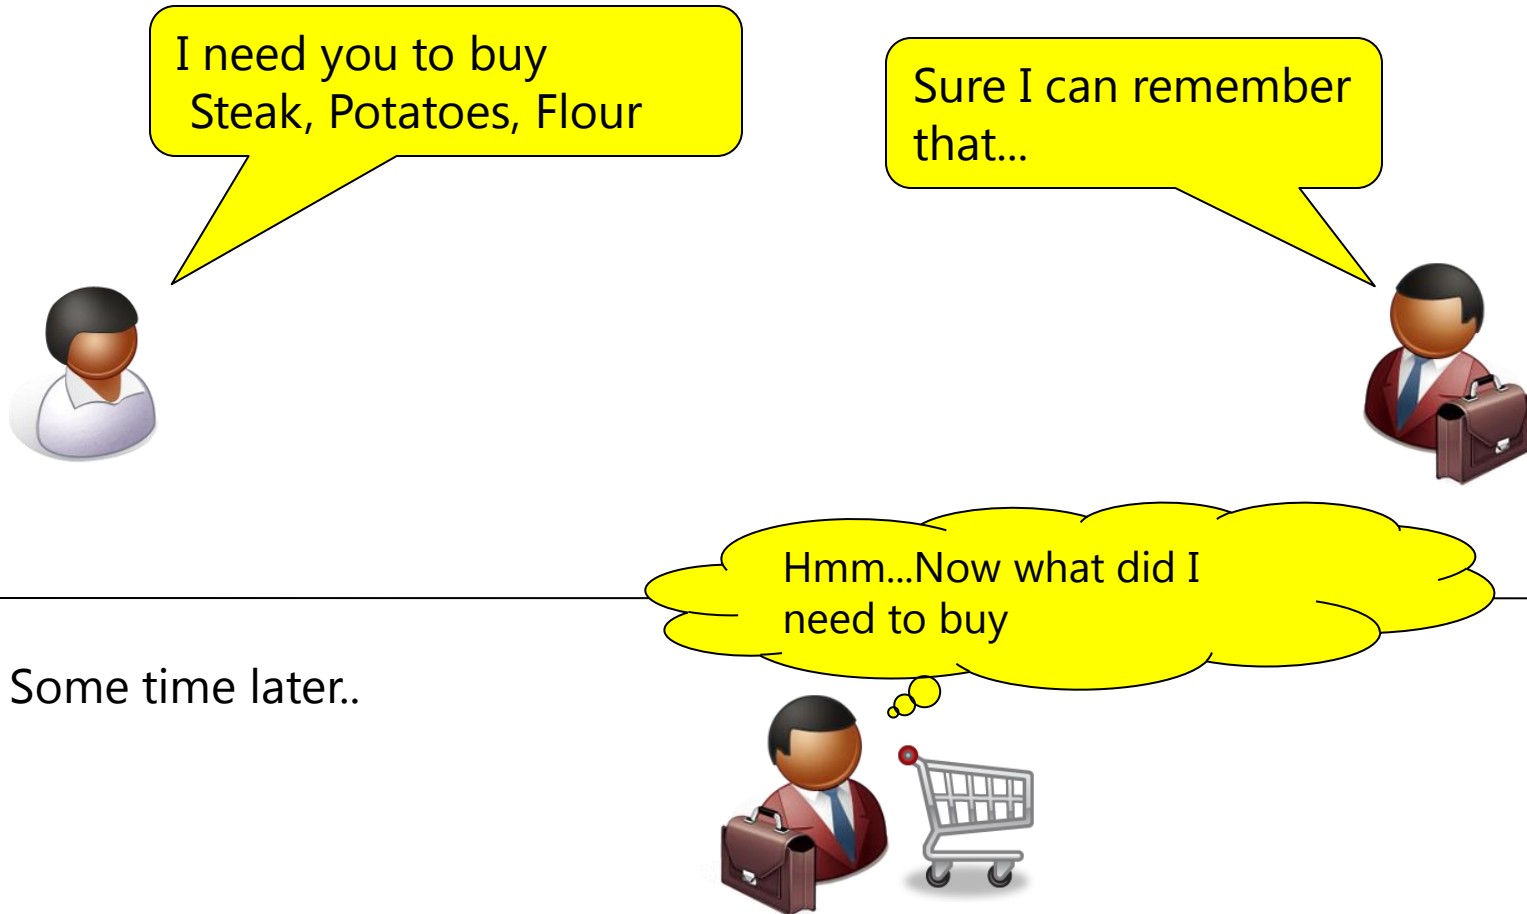 I need you to buy
Steak, Potatoes, Flour
Sure I can remember
that...
Hmm...Now what did I
need to buy
Some time later..